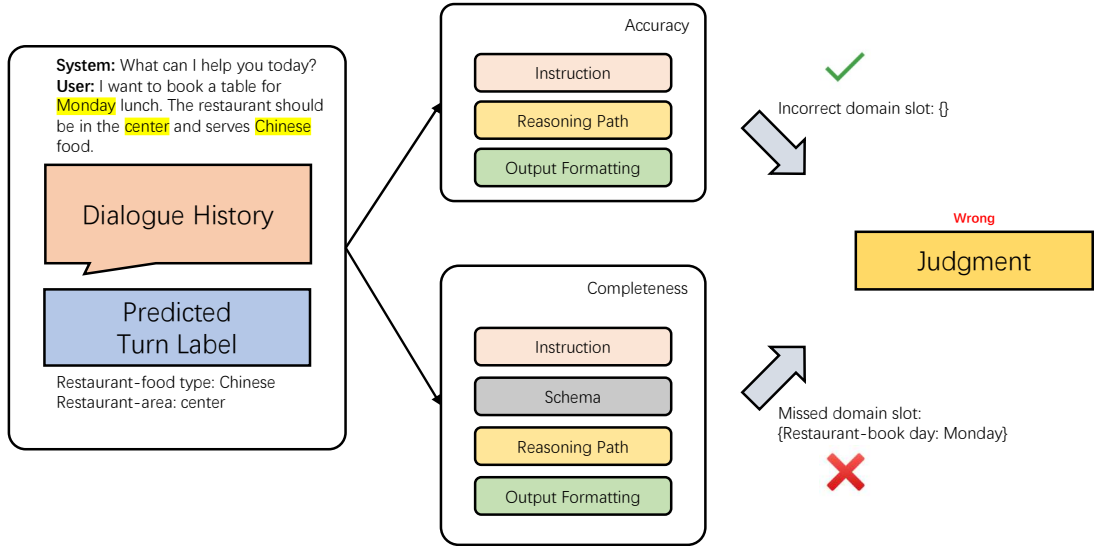 System: What can I help you today?
User: I want to book a table for
Monday lunch. The restaurant should
be in the center and serves Chinese
food.
Dialogue History
Predicted
Turn Label
Restaurant-food type: Chinese
Restaurant-area: center
Accuracy
Instruction
Reasoning Path
Output Formatting
Completeness
Instruction
Schema
Reasoning Path
Output Formatting
Incorrect domain slot: {}
Wrong
Judgment
Missed domain slot:
{Restaurant-book day: Monday}